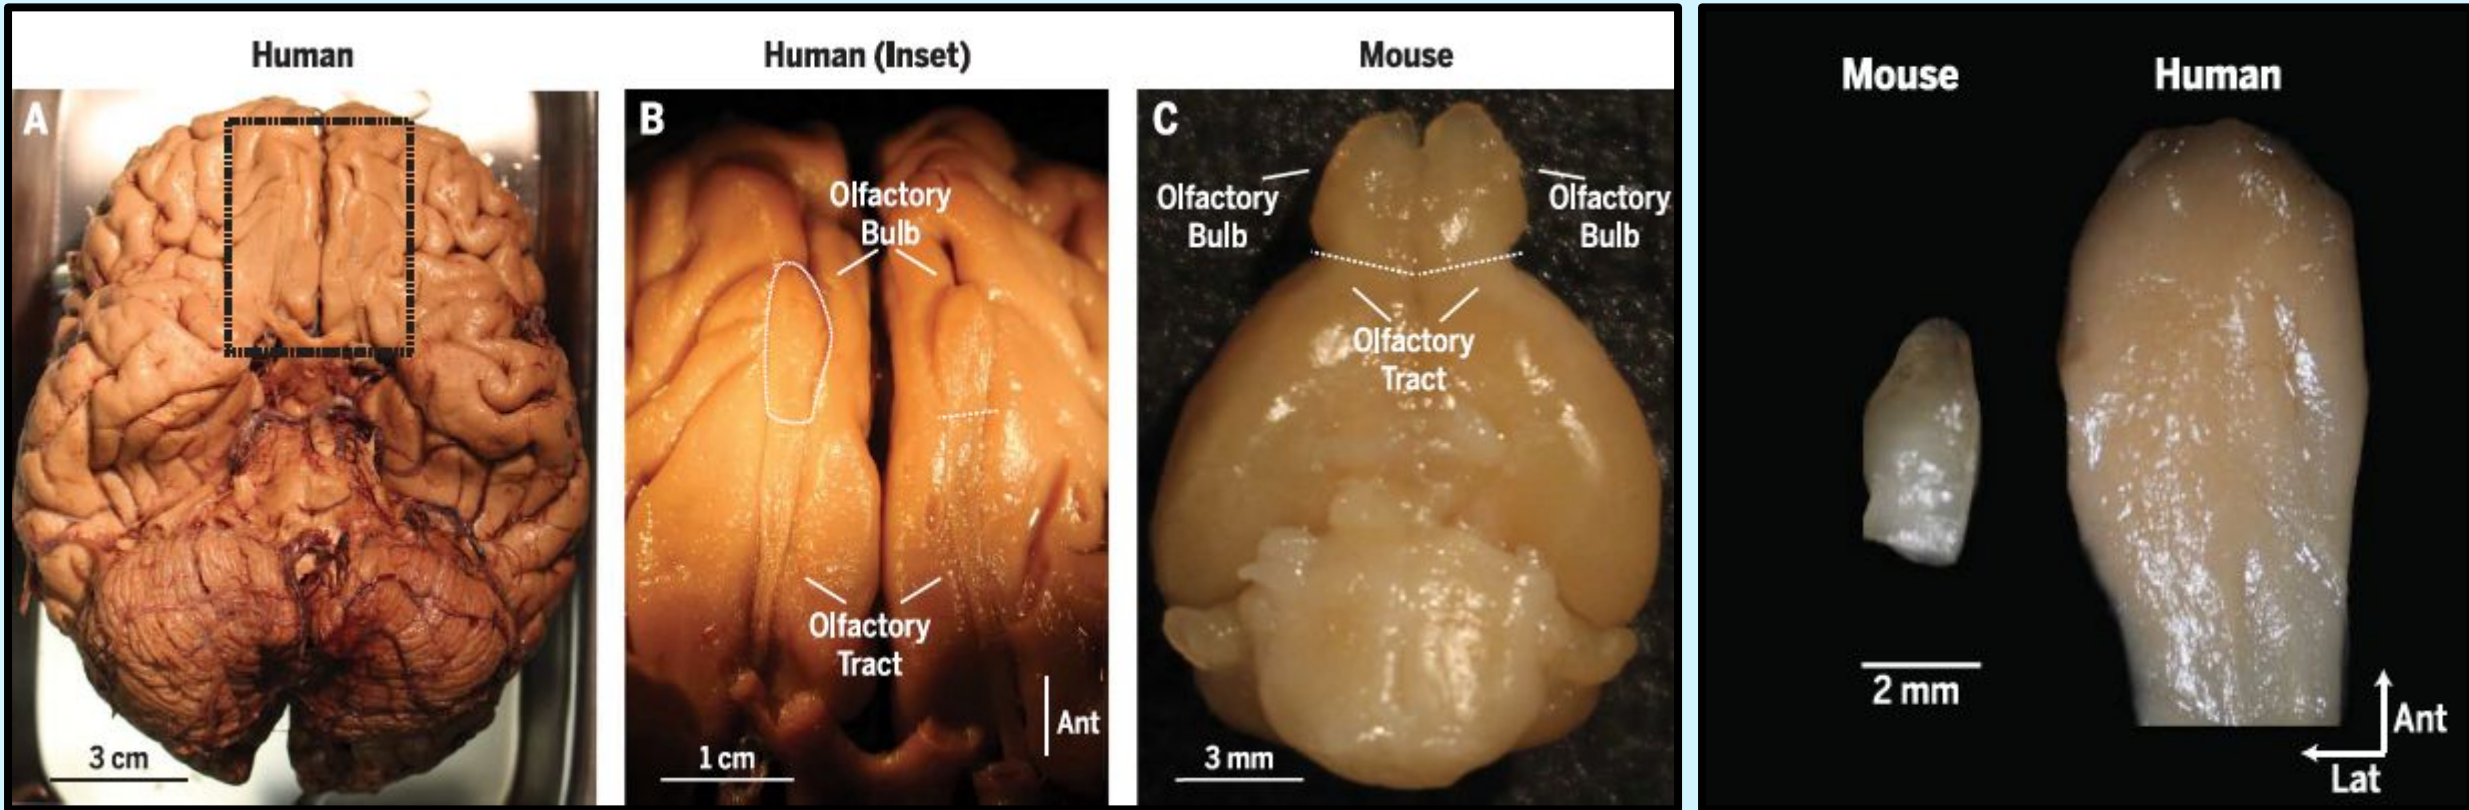 Human
Human (Inset)
Mouse
A
3 cm
B
Olfactory
Bulb
Olfactory
Tract
Ant
1 cm
C
Olfactory
Bulb
Olfactory
Bulb
Olfactory
Tract
3 mm
Mouse
Human
2 mm
Ant
Lat